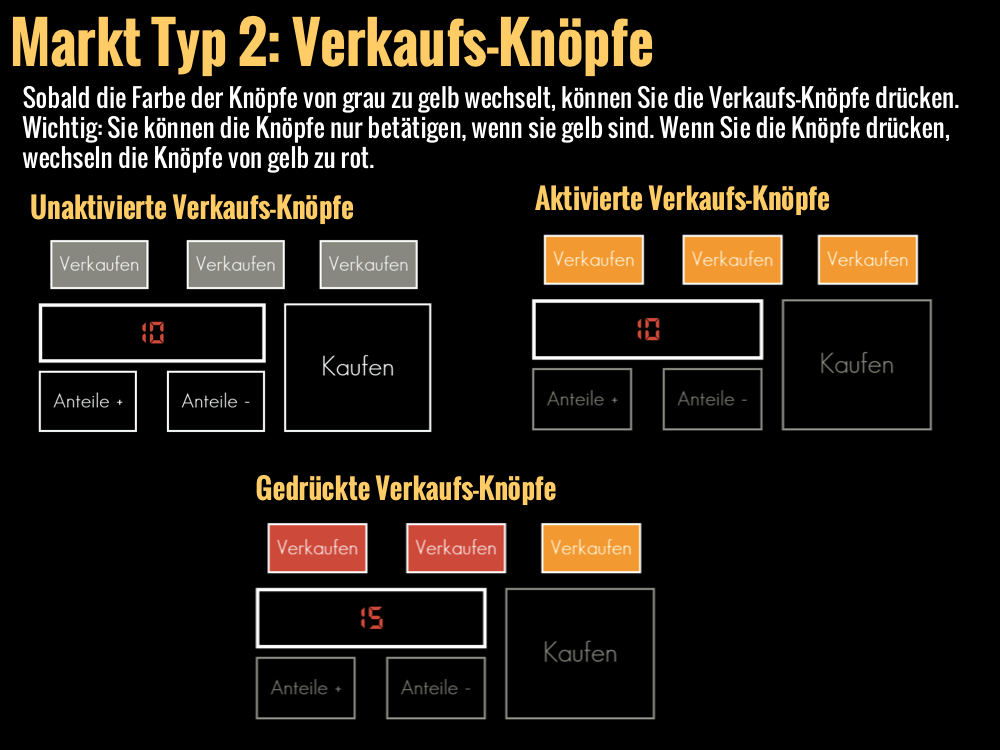 Markt Typ 2: Verkaufs-Knöpfe
Sobald die Farbe der Knöpfe von grau zu gelb wechselt, können Sie die Verkaufs-Knöpfe drücken.
Wichtig: Sie können die Knöpfe nur betätigen, wenn sie gelb sind. Wenn Sie die Knöpfe drücken,
wechseln die Knöpfe von gelb zu rot.
Unaktivierte Verkaufs-Knöpfe
Verkaufen Verkaufen Verkaufen
10
Kaufen
Anteile + Anteile -
Aktivierte Verkaufs-Knöpfe
Verkaufen Verkaufen Verkaufen
10
Kaufen
Anteile + Anteile -
Gedrückte Verkaufs-Knöpfe
Verkaufen Verkaufen Verkaufen
15
Kaufen
Anteile + Anteile -